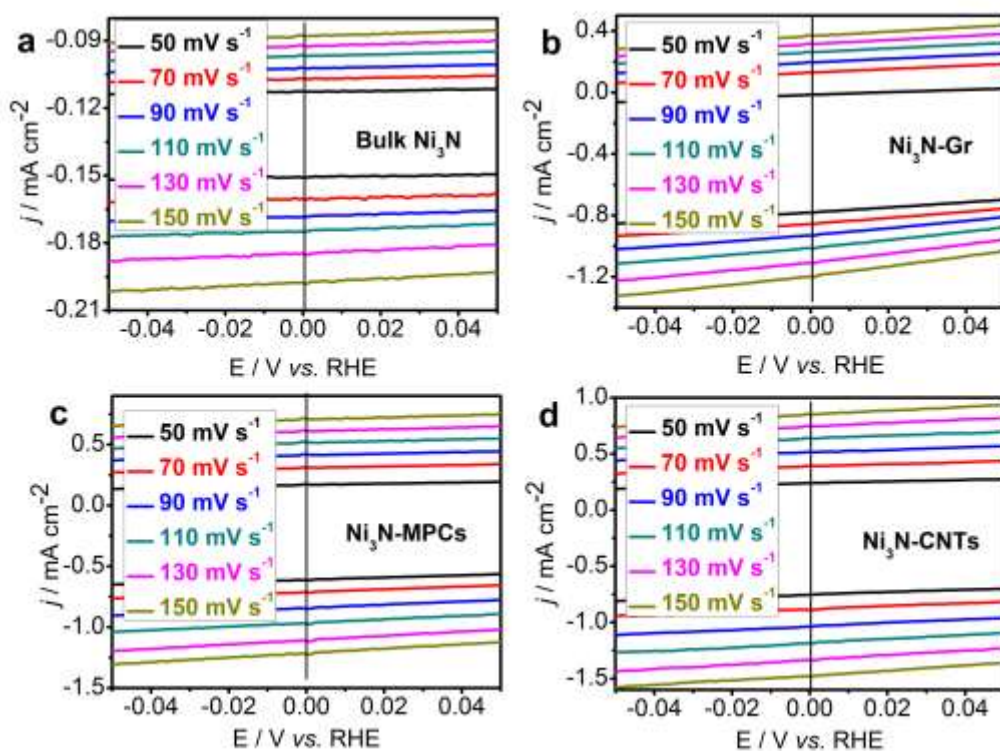 a
50 mV s⁻¹
70 mV s⁻¹
90 mV s⁻¹
110 mV s⁻¹
130 mV s⁻¹
150 mV s⁻¹
Bulk Ni₃N
-0.09
-0.12
-0.15
-0.18
-0.21
j / mA cm⁻²
-0.04 -0.02 0.00 0.02 0.04
E / V vs. RHE
b
50 mV s⁻¹
70 mV s⁻¹
90 mV s⁻¹
110 mV s⁻¹
130 mV s⁻¹
150 mV s⁻¹
Ni₃N-Gr
0.4
0.0
-0.4
-0.8
-1.2
j / mA cm⁻²
-0.04 -0.02 0.00 0.02 0.04
E / V vs. RHE
c
50 mV s⁻¹
70 mV s⁻¹
90 mV s⁻¹
110 mV s⁻¹
130 mV s⁻¹
150 mV s⁻¹
Ni₃N-MPCs
0.5
0.0
-0.5
-1.0
-1.5
j / mA cm⁻²
-0.04 -0.02 0.00 0.02 0.04
E / V vs. RHE
d
50 mV s⁻¹
70 mV s⁻¹
90 mV s⁻¹
110 mV s⁻¹
130 mV s⁻¹
150 mV s⁻¹
Ni₃N-CNTs
1.0
0.5
0.0
-0.5
-1.0
-1.5
j / mA cm⁻²
-0.04 -0.02 0.00 0.02 0.04
E / V vs. RHE